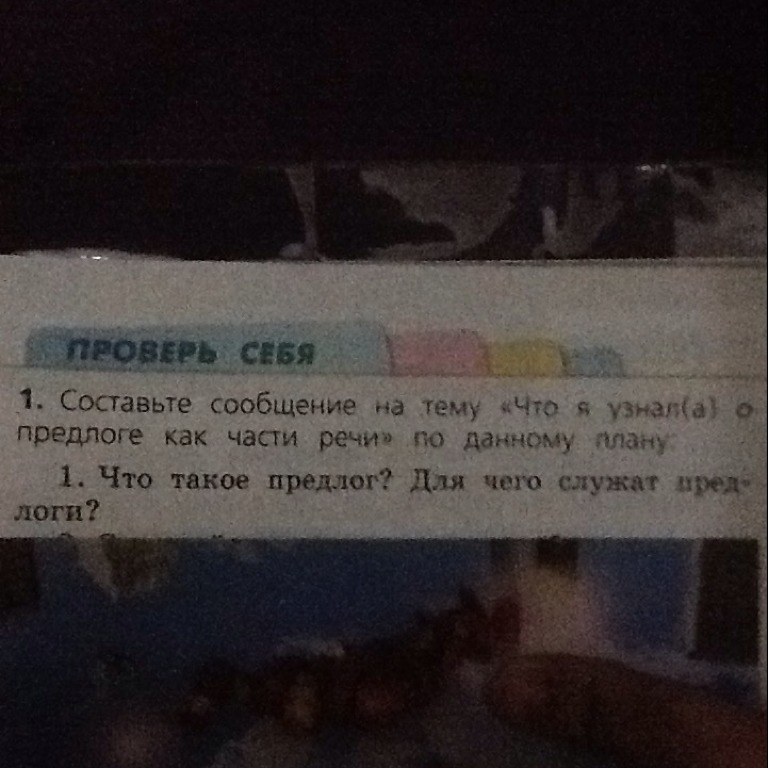 ПРОВЕРЬ СЕБЯ
1. Составьте сообщение на тему «Что я узнал(а) о
предлоге как части речи» по данному плану:
1. Что такое предлог? Для чего служат пред-
логи?